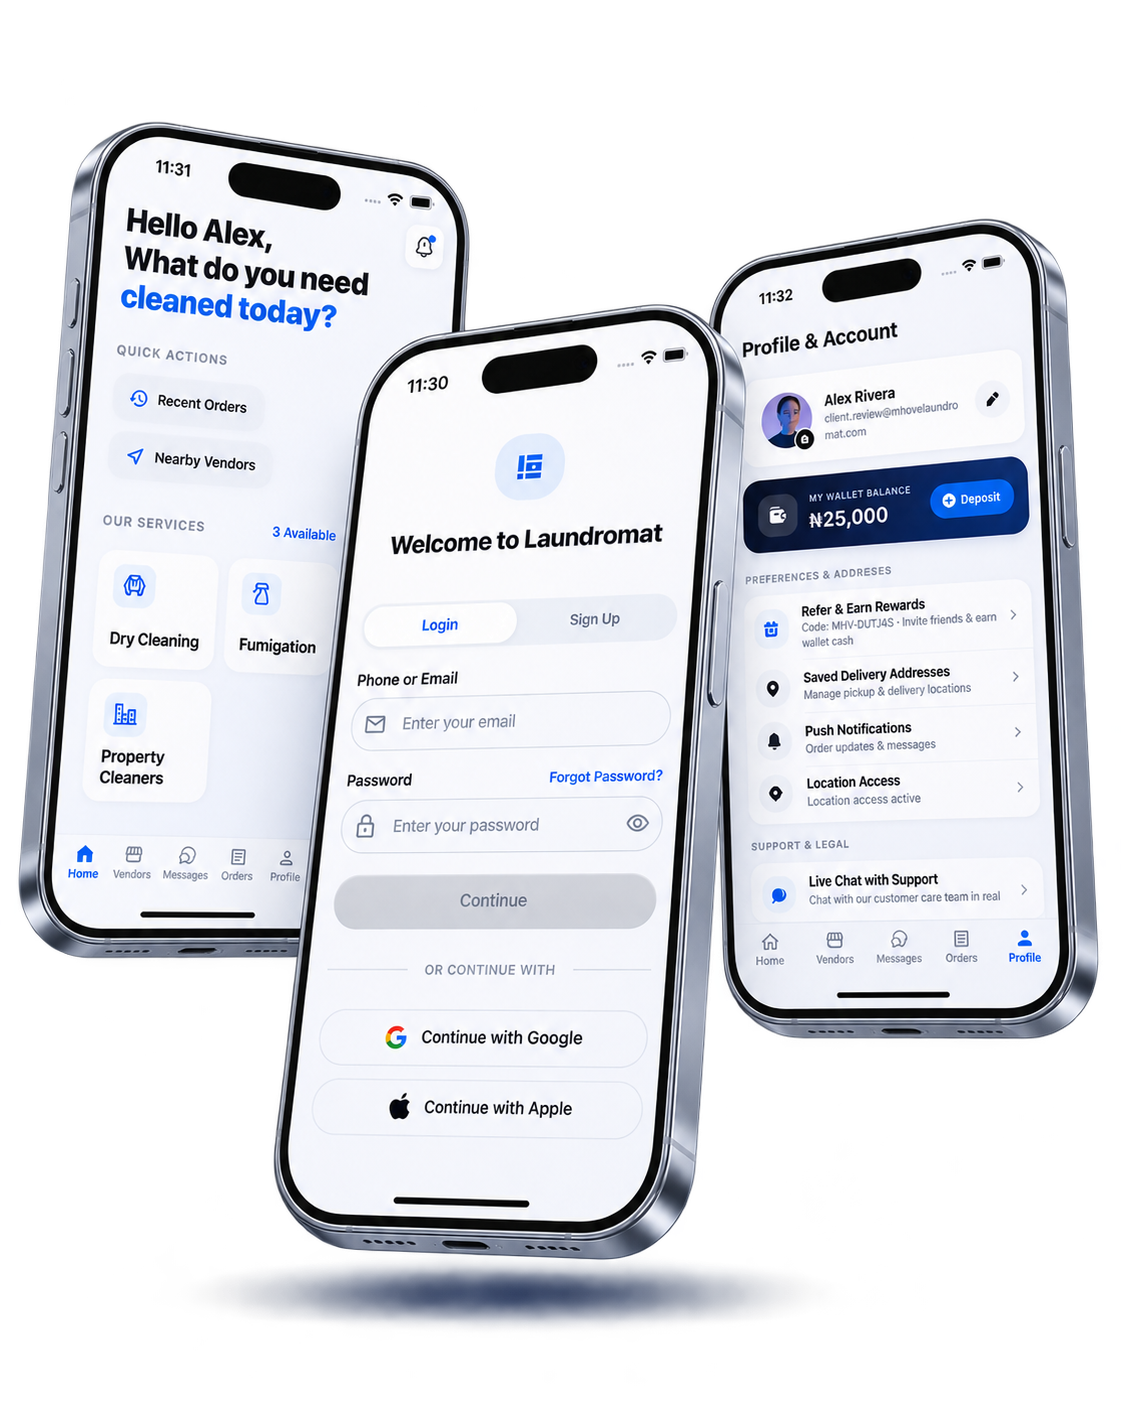 11:31
Hello Alex,
What do you need
cleaned today?
QUICK ACTIONS
Recent Orders
Nearby Vendors
OUR SERVICES
3 Available
Dry Cleaning
Fumigation
Property
Cleaners
Home
Vendors
Messages
Orders
Profile
11:30
Welcome to Laundromat
Login
Sign Up
Phone or Email
Enter your email
Password
Forgot Password?
Enter your password
Continue
OR CONTINUE WITH
Continue with Google
Continue with Apple
11:32
Profile & Account
Alex Rivera
client.review@mhovelaundro
mat.com
MY WALLET BALANCE
₦25,000
Deposit
PREFERENCES & ADDRESES
Refer & Earn Rewards
Code: MHV-DUTJ4S · Invite friends & earn
wallet cash
Saved Delivery Addresses
Manage pickup & delivery locations
Push Notifications
Order updates & messages
Location Access
Location access active
SUPPORT & LEGAL
Live Chat with Support
Chat with our customer care team in real
Home
Vendors
Messages
Orders
Profile